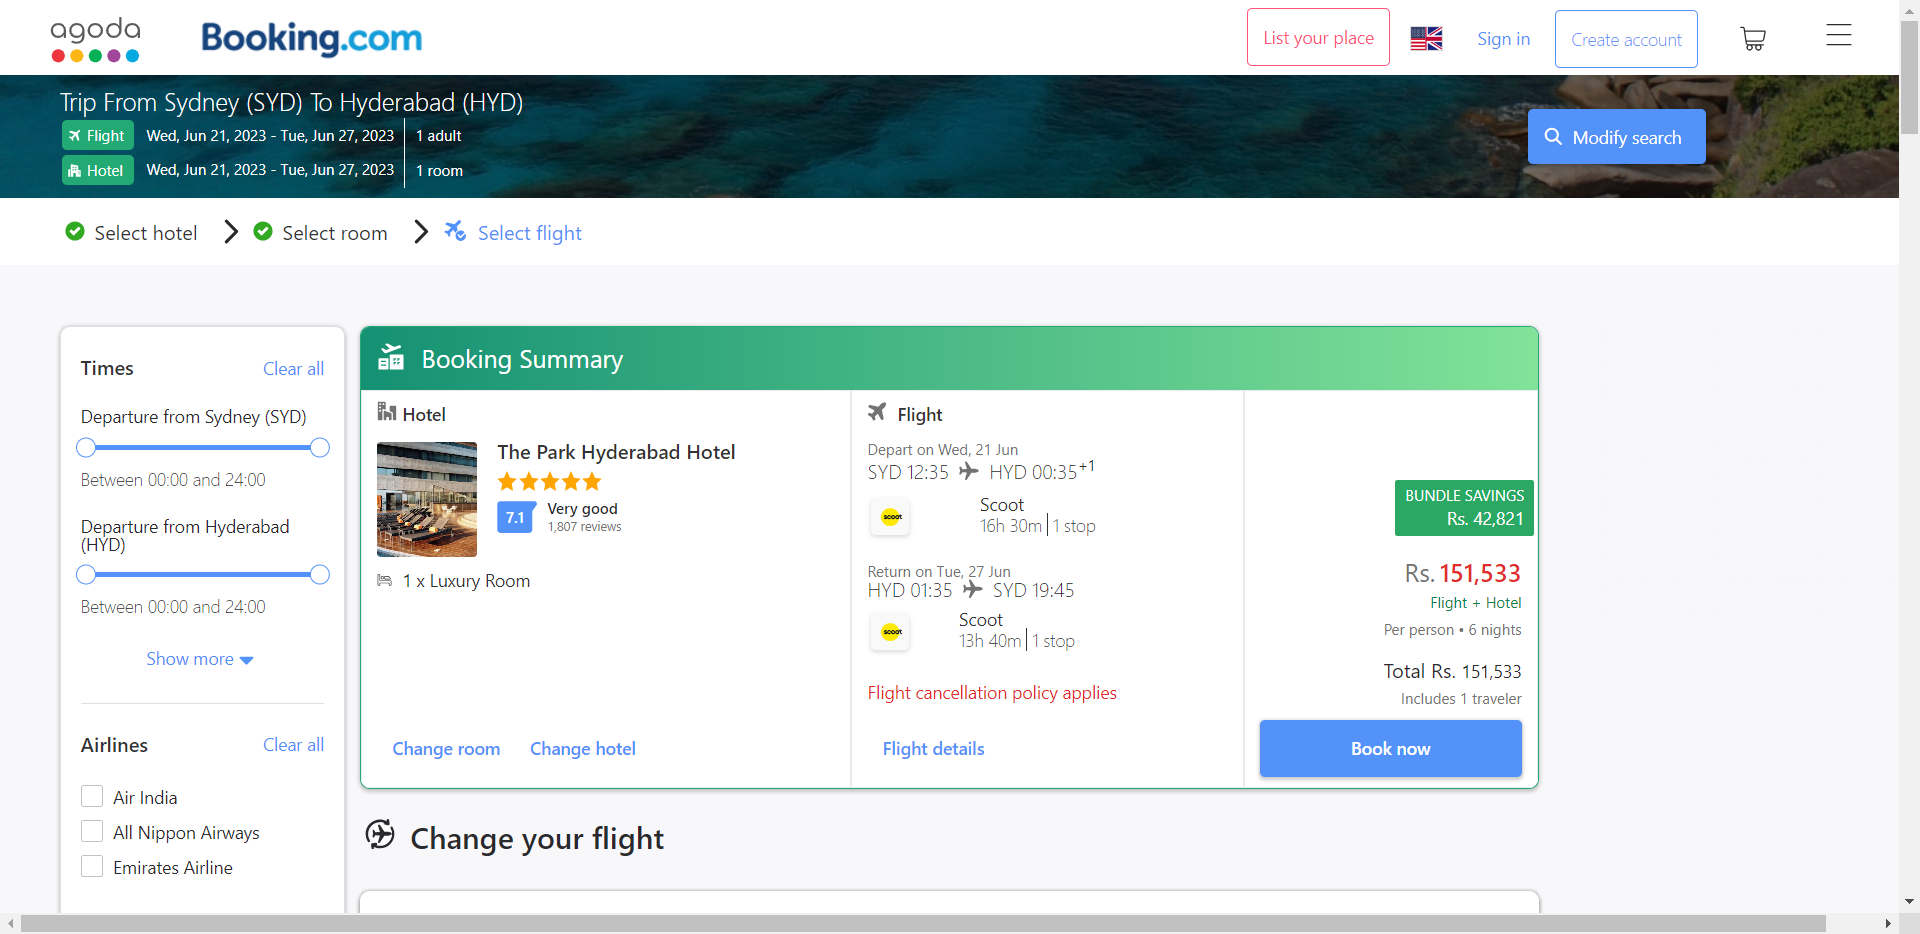 agoda
Booking.com
List your place
Sign in
Create account
Trip From Sydney (SYD) To Hyderabad (HYD)
Flight Wed, Jun 21, 2023 - Tue, Jun 27, 2023 1 adult
Hotel Wed, Jun 21, 2023 - Tue, Jun 27, 2023 1 room
Modify search
Select hotel
Select room
Select flight
Times Clear all
Departure from Sydney (SYD)
Between 00:00 and 24:00
Departure from Hyderabad
(HYD)
Between 00:00 and 24:00
Show more
Airlines Clear all
Air India
All Nippon Airways
Emirates Airline
Booking Summary
Hotel
The Park Hyderabad Hotel
7.1 Very good
1,807 reviews
1 x Luxury Room
Change room Change hotel
Flight
Depart on Wed, 21 Jun
SYD 12:35 HYD 00:35+1
scoot
Scoot
16h 30m 1 stop
Return on Tue, 27 Jun
HYD 01:35 SYD 19:45
scoot
Scoot
13h 40m 1 stop
Flight cancellation policy applies
Flight details
BUNDLE SAVINGS
Rs. 42,821
Rs. 151,533
Flight + Hotel
Per person • 6 nights
Total Rs. 151,533
Includes 1 traveler
Book now
Change your flight